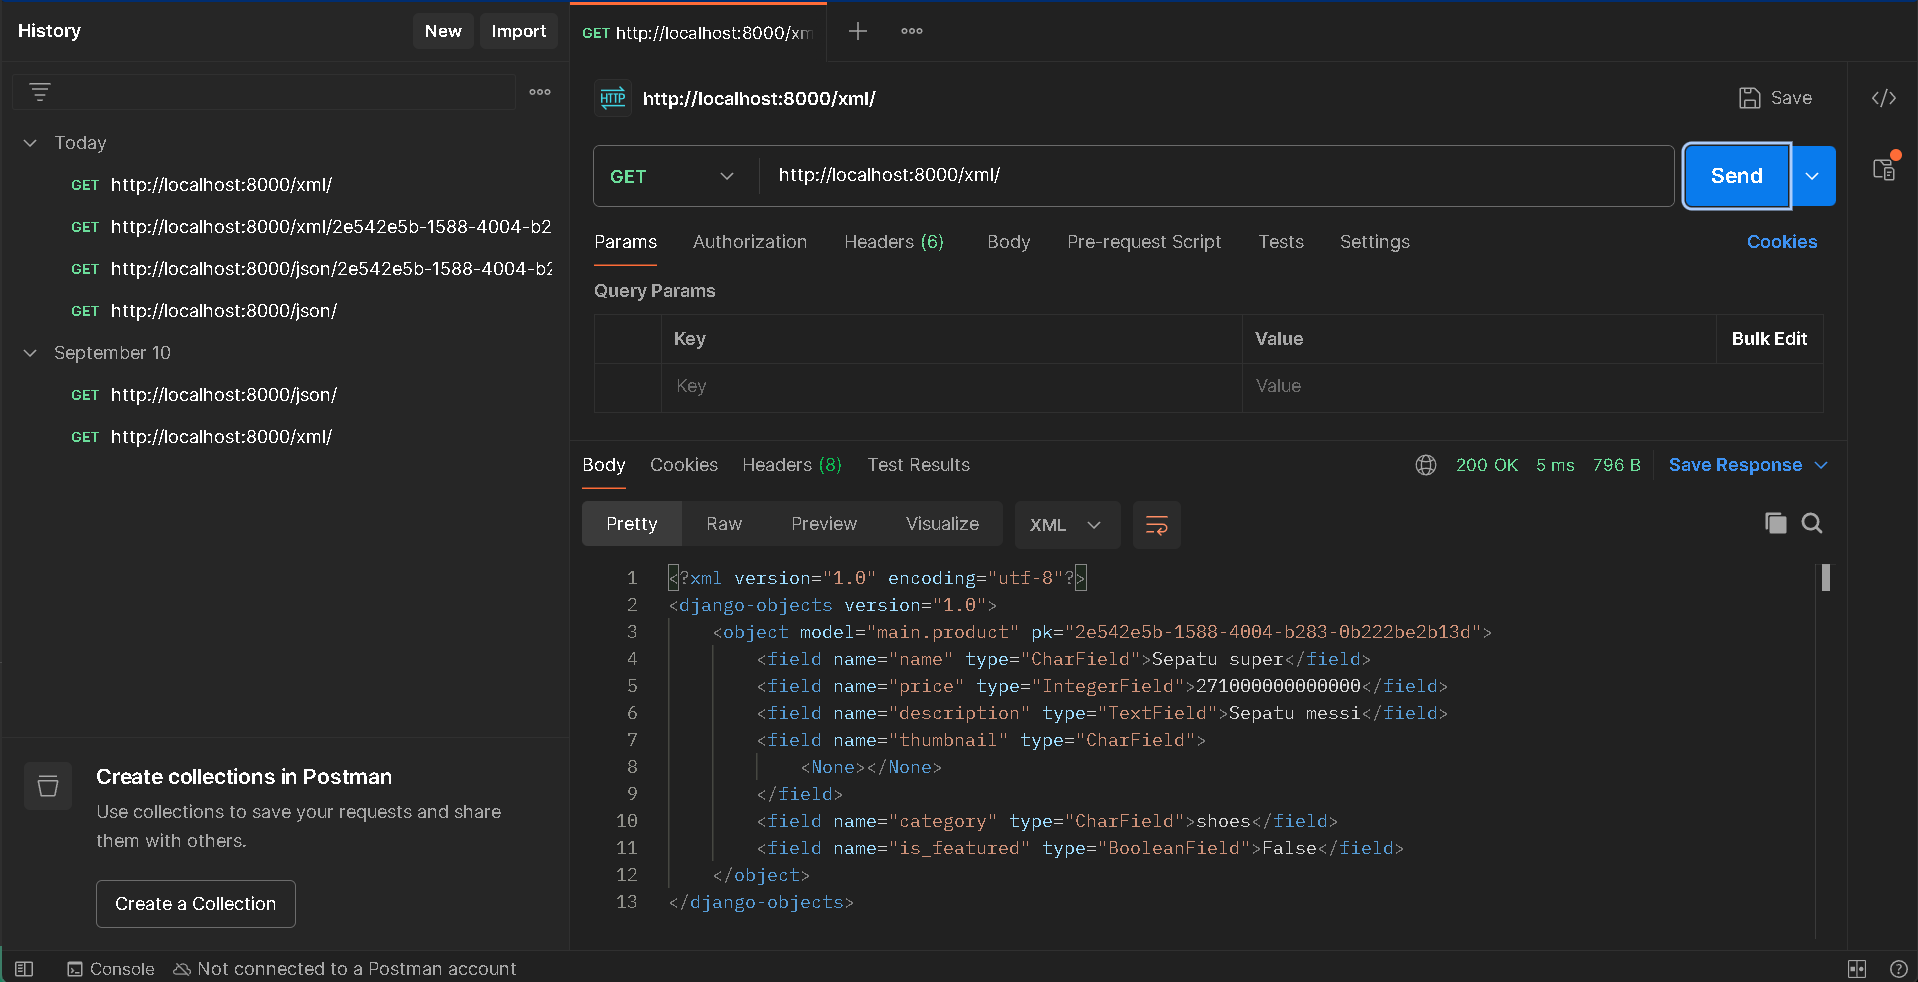 History
New
Import
Today
GET http://localhost:8000/xml/
GET http://localhost:8000/xml/2e542e5b-1588-4004-b2
GET http://localhost:8000/json/2e542e5b-1588-4004-b2
GET http://localhost:8000/json/
September 10
GET http://localhost:8000/json/
GET http://localhost:8000/xml/
Create collections in Postman
Use collections to save your requests and share
them with others.
Create a Collection
GET http://localhost:8000/xm
HTTP http://localhost:8000/xml/
Save
GET http://localhost:8000/xml/
Send
Params Authorization Headers (6) Body Pre-request Script Tests Settings Cookies
Query Params
Key Value Bulk Edit
Key Value
Body Cookies Headers (8) Test Results 200 OK 5 ms 796 B Save Response
Pretty Raw Preview Visualize XML
1 <?xml version="1.0" encoding="utf-8"?>
2 <django-objects version="1.0">
3 <object model="main.product" pk="2e542e5b-1588-4004-b283-0b222be2b13d">
4 <field name="name" type="CharField">Sepatu super</field>
5 <field name="price" type="IntegerField">271000000000000</field>
6 <field name="description" type="TextField">Sepatu messi</field>
7 <field name="thumbnail" type="CharField">
8 <None></None>
9 </field>
10 <field name="category" type="CharField">shoes</field>
11 <field name="is_featured" type="BooleanField">False</field>
12 </object>
13 </django-objects>
Console Not connected to a Postman account